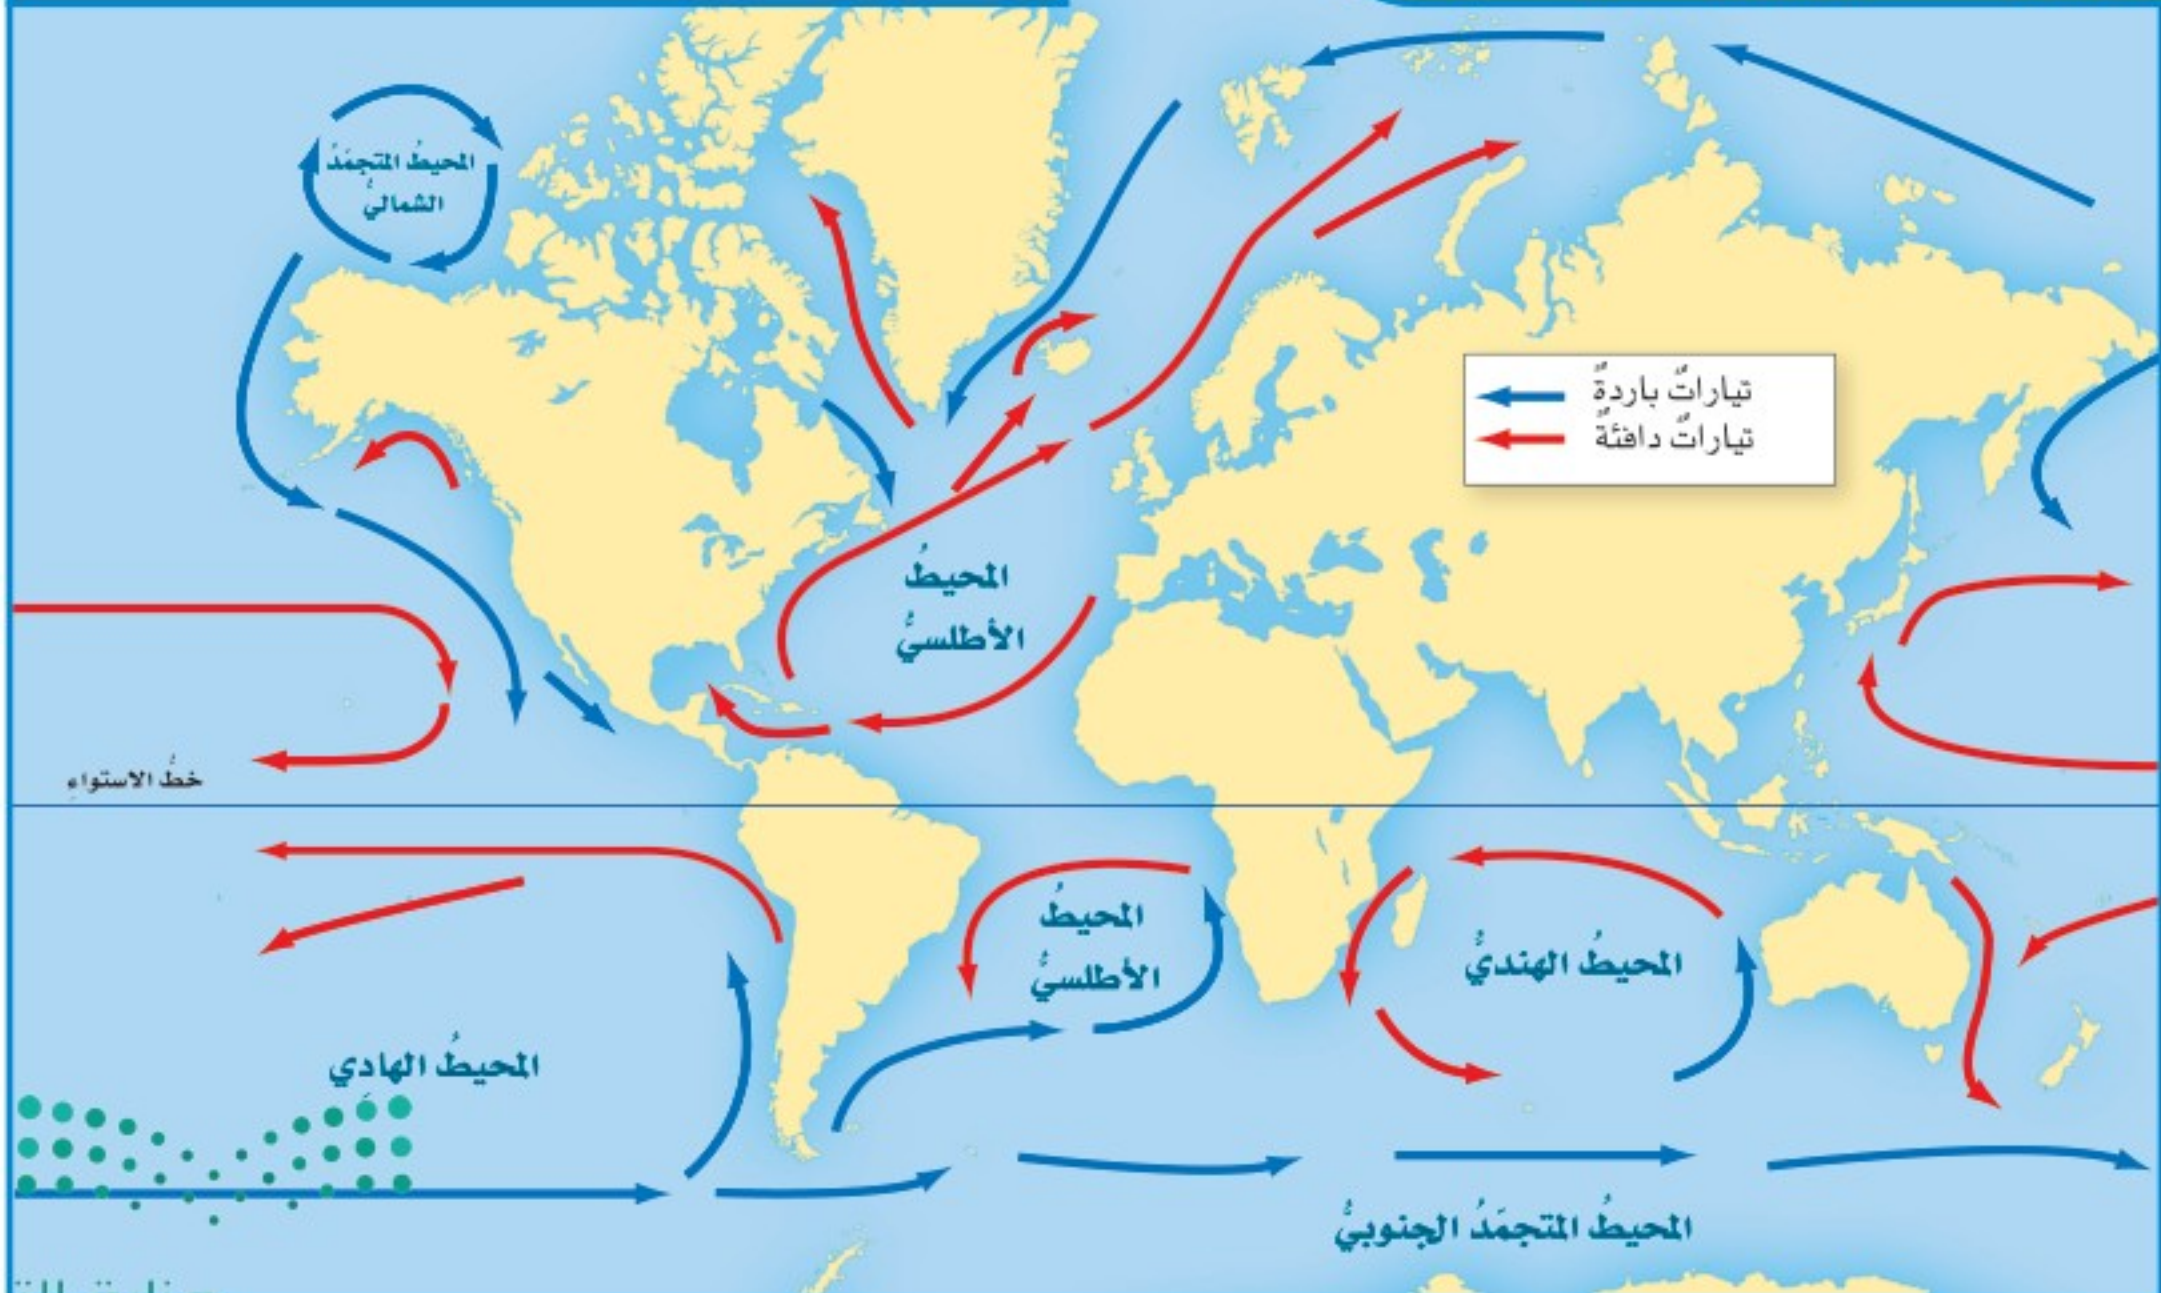 المحيطُ المتجمّدُ
الشماليُّ
تياراتٌ باردةٌ
تياراتٌ دافئةٌ
المحيطُ
الأطلسيُّ
خطُّ الاستواءِ
المحيطُ
الأطلسيُّ
المحيطُ الهنديُّ
المحيطُ الهادِي
المحيطُ المتجمّدُ الجنوبيُّ